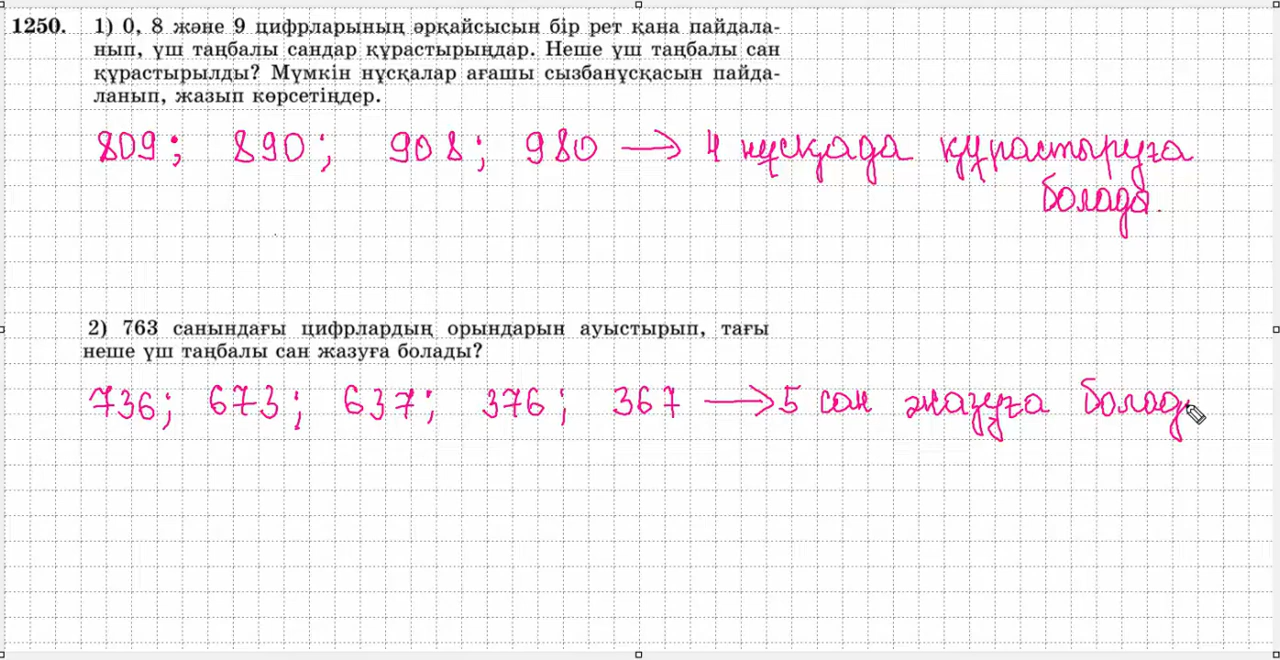 1250. 1) 0, 8 және 9 цифрларының әрқайсысын бір рет қана пайдала-
нып, үш таңбалы сандар құрастырыңдар. Неше үш таңбалы сан
құрастырылды? Мүмкін нұсқалар ағашы сызбанұсқасын пайда-
ланып, жазып көрсетіңдер.
809; 890; 908; 980 → 4 нұсқада құрастыруға
болады.
2) 763 санындағы цифрлардың орындарын ауыстырып, тағы
неше үш таңбалы сан жазуға болады?
736; 673; 637; 376; 367 → 5 сан жазуға болад